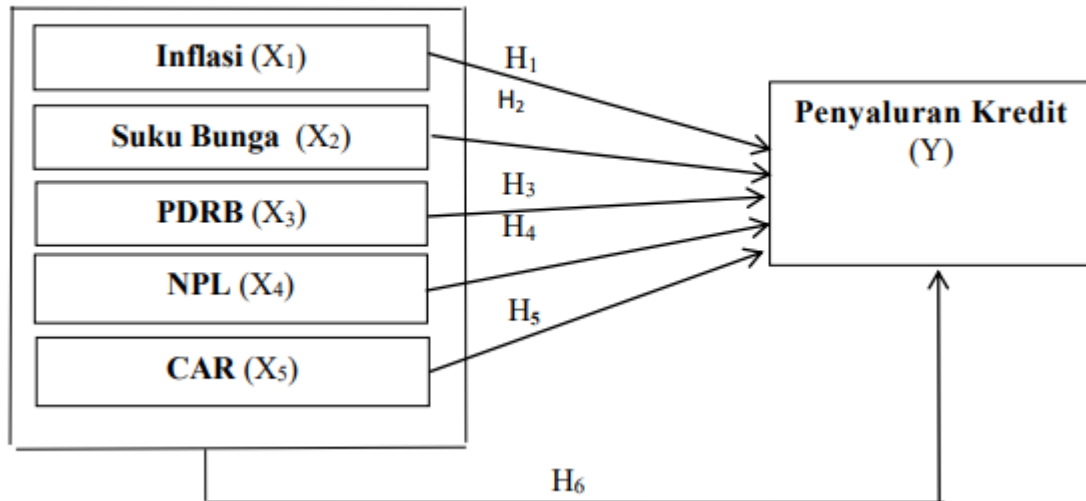 Inflasi (X₁)
Suku Bunga (X₂)
PDRB (X₃)
NPL (X₄)
CAR (X₅)
H₁
H₂
H₃
H₄
H₅
Penyaluran Kredit
(Y)
H₆